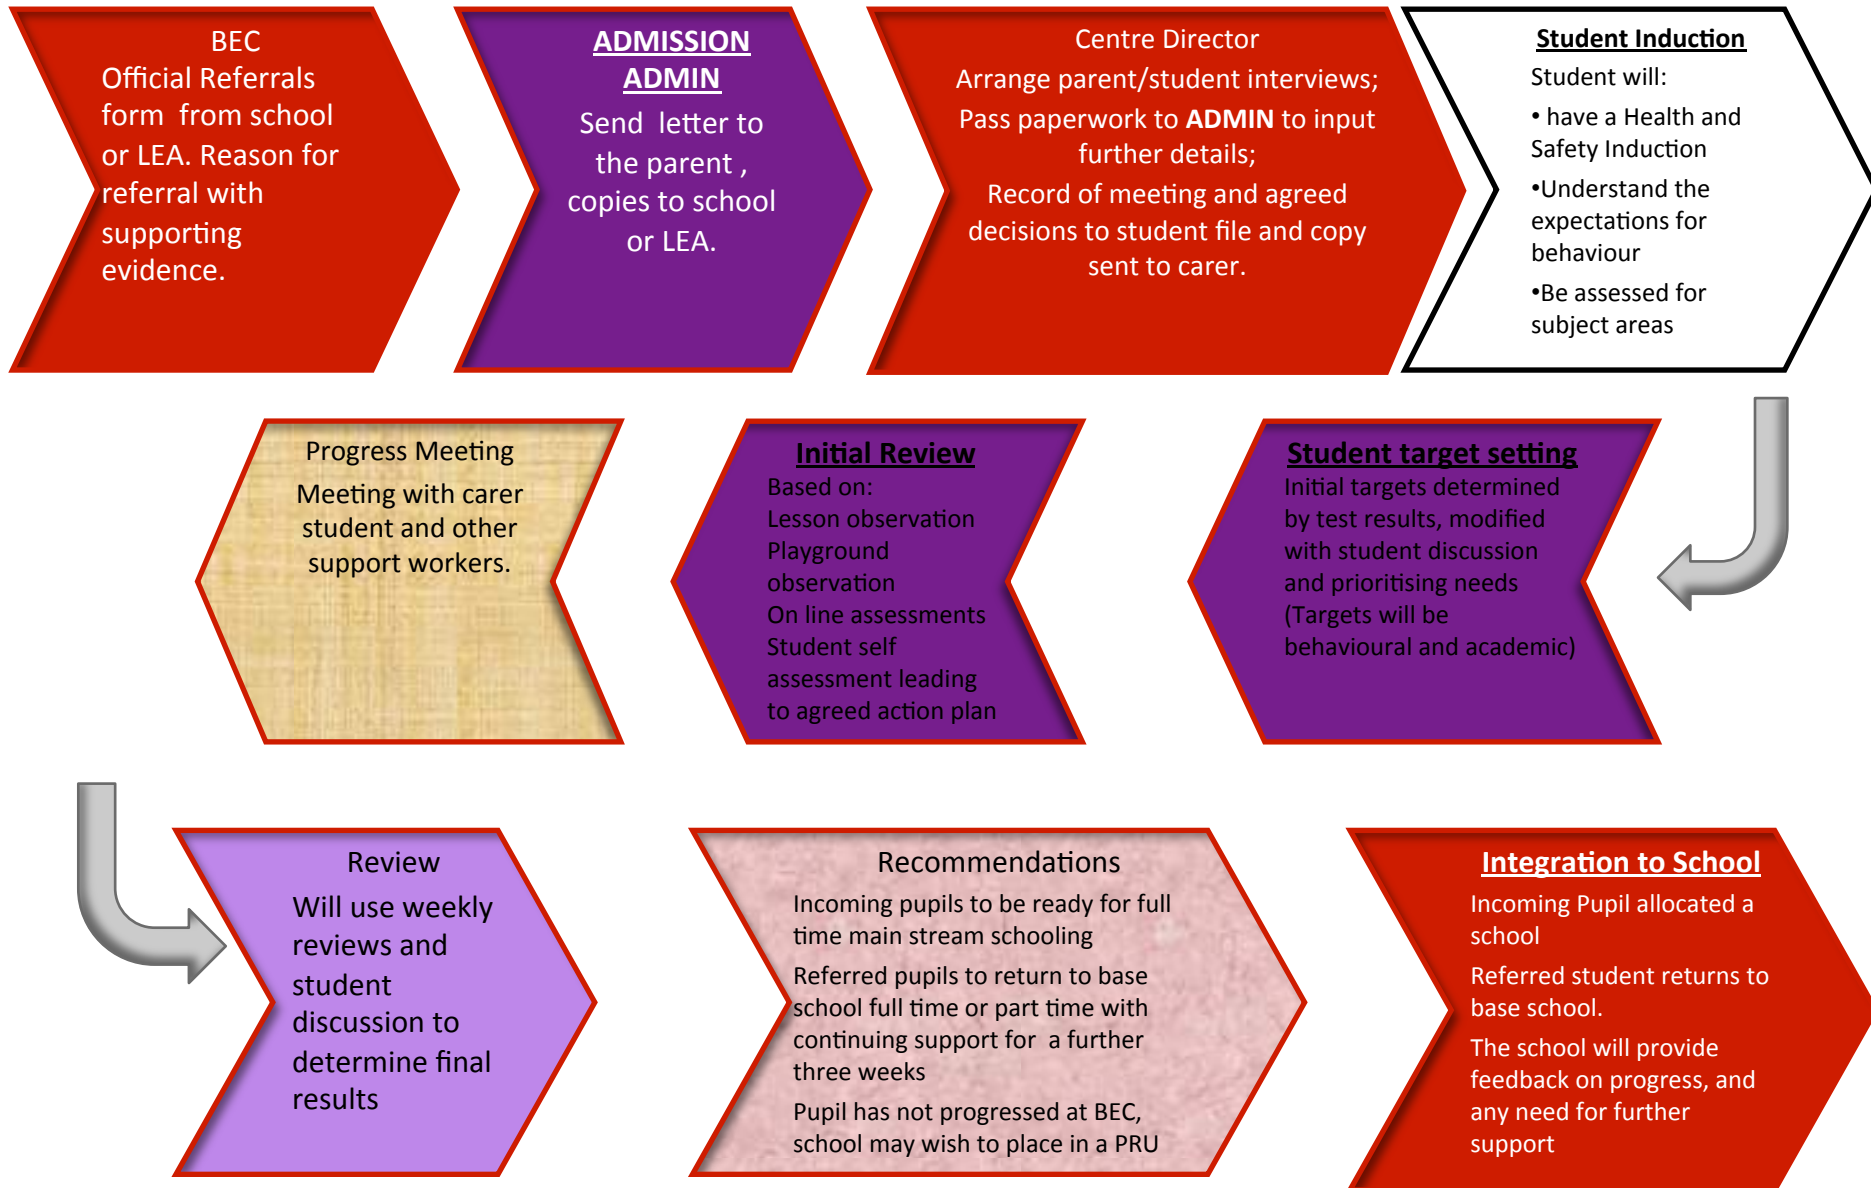 BEC
Official Referrals
form from school
or LEA. Reason for
referral with
supporting
evidence.
ADMISSION
ADMIN
Send letter to
the parent ,
copies to school
or LEA.
Centre Director
Arrange parent/student interviews;
Pass paperwork to ADMIN to input
further details;
Record of meeting and agreed
decisions to student file and copy
sent to carer.
Student Induction
Student will:
• have a Health and
Safety Induction
•Understand the
expectations for
behaviour
•Be assessed for
subject areas
Student target setting
Initial targets determined
by test results, modified
with student discussion
and prioritising needs
(Targets will be
behavioural and academic)
Initial Review
Based on:
Lesson observation
Playground
observation
On line assessments
Student self
assessment leading
to agreed action plan
Progress Meeting
Meeting with carer
student and other
support workers.
Review
Will use weekly
reviews and
student
discussion to
determine final
results
Recommendations
Incoming pupils to be ready for full
time main stream schooling
Referred pupils to return to base
school full time or part time with
continuing support for a further
three weeks
Pupil has not progressed at BEC,
school may wish to place in a PRU
Integration to School
Incoming Pupil allocated a
school
Referred student returns to
base school.
The school will provide
feedback on progress, and
any need for further
support